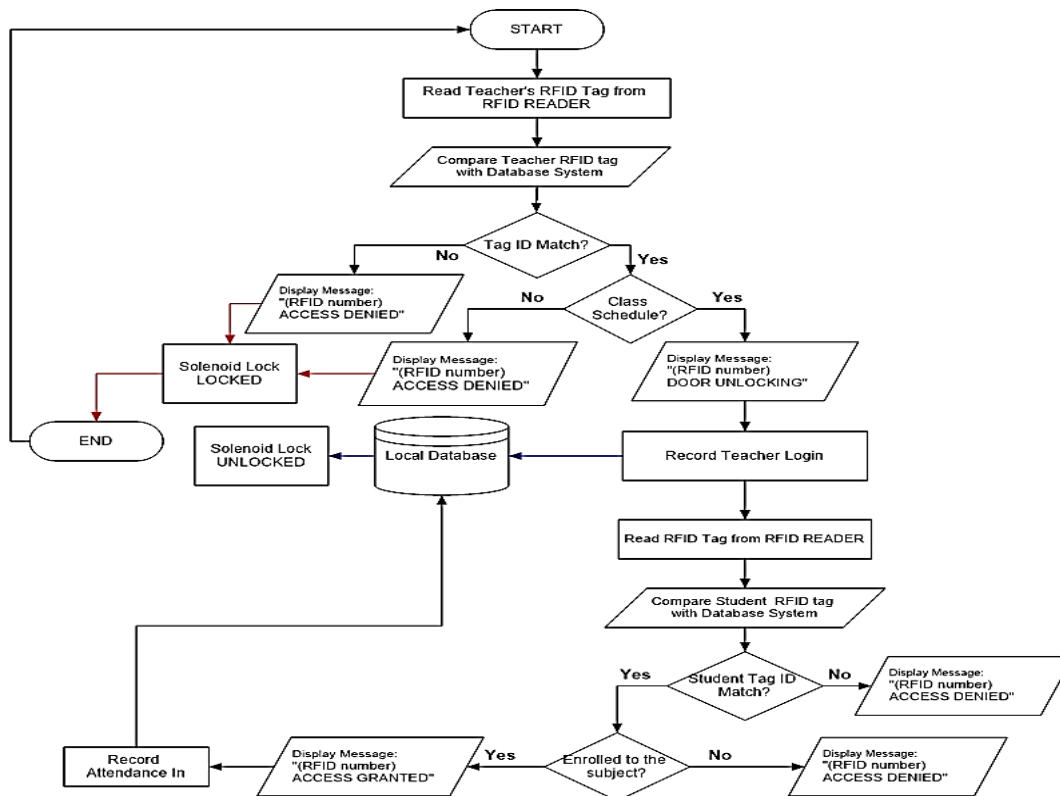 START
Read Teacher's RFID Tag from
RFID READER
Compare Teacher RFID tag
with Database System
Tag ID Match?
No
Yes
Display Message:
"(RFID number)
ACCESS DENIED"
No
Class
Schedule?
Yes
Solenoid Lock
LOCKED
Display Message:
"(RFID number)
ACCESS DENIED"
Display Message:
"(RFID number)
DOOR UNLOCKING"
END
Solenoid Lock
UNLOCKED
Local Database
Record Teacher Login
Read RFID Tag from RFID READER
Compare Student RFID tag
with Database System
Yes
Student Tag ID
Match?
No
Display Message:
"(RFID number)
ACCESS DENIED"
Record
Attendance In
Display Message:
"(RFID number)
ACCESS GRANTED"
Yes
Enrolled to the
subject?
No
Display Message:
"(RFID number)
ACCESS DENIED"